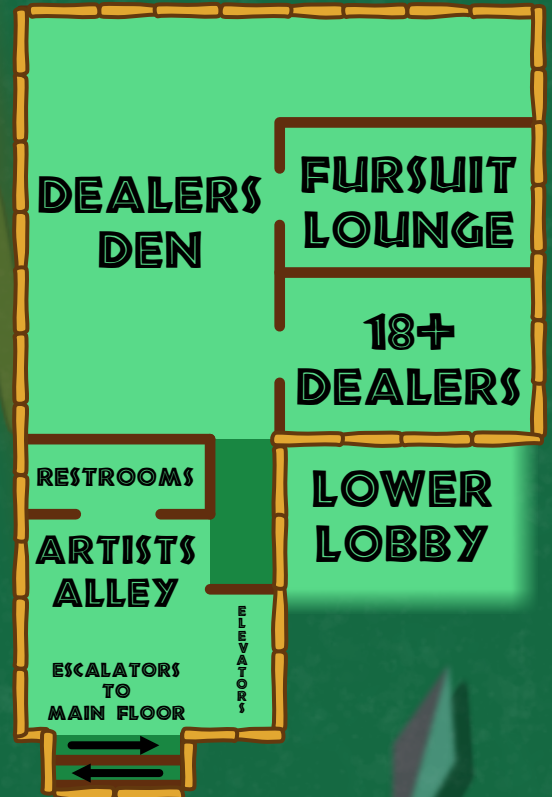 DEALERS
DEN
FURSUIT
LOUNGE
18+
DEALERS
RESTROOMS
ARTISTS
ALLEY
LOWER
LOBBY
ELEVATORS
ESCALATORS
TO
MAIN FLOOR